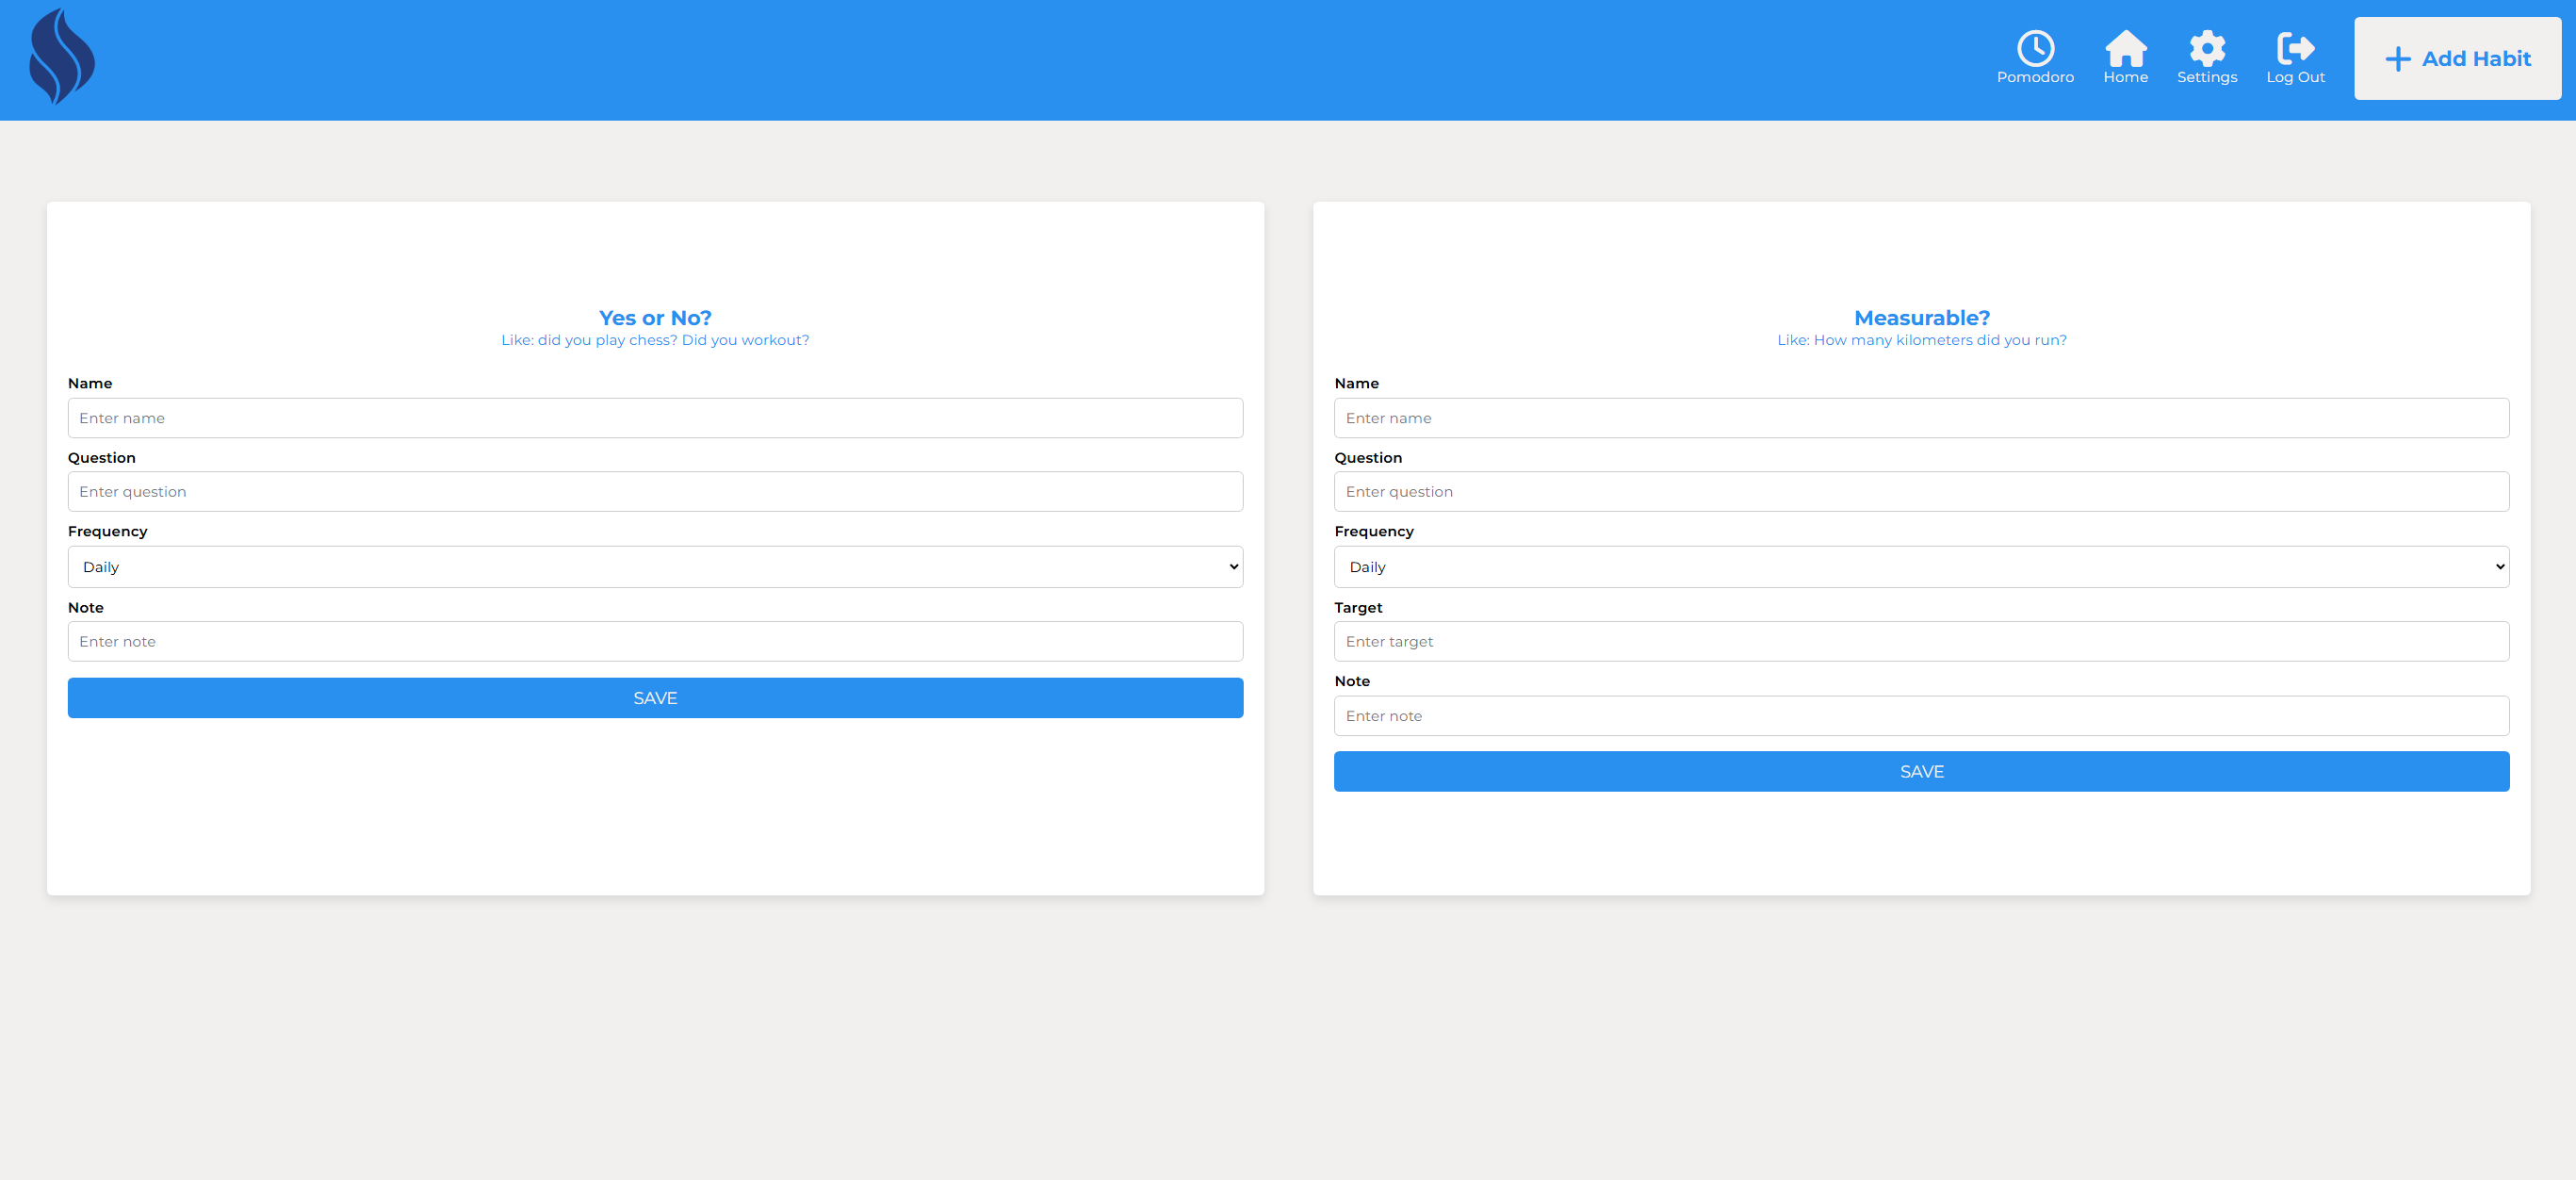 Pomodoro
Home
Settings
Log Out
Add Habit
Yes or No?
Like: did you play chess? Did you workout?
Name
Enter name
Question
Enter question
Frequency
Daily
Note
Enter note
SAVE
Measurable?
Like: How many kilometers did you run?
Name
Enter name
Question
Enter question
Frequency
Daily
Target
Enter target
Note
Enter note
SAVE